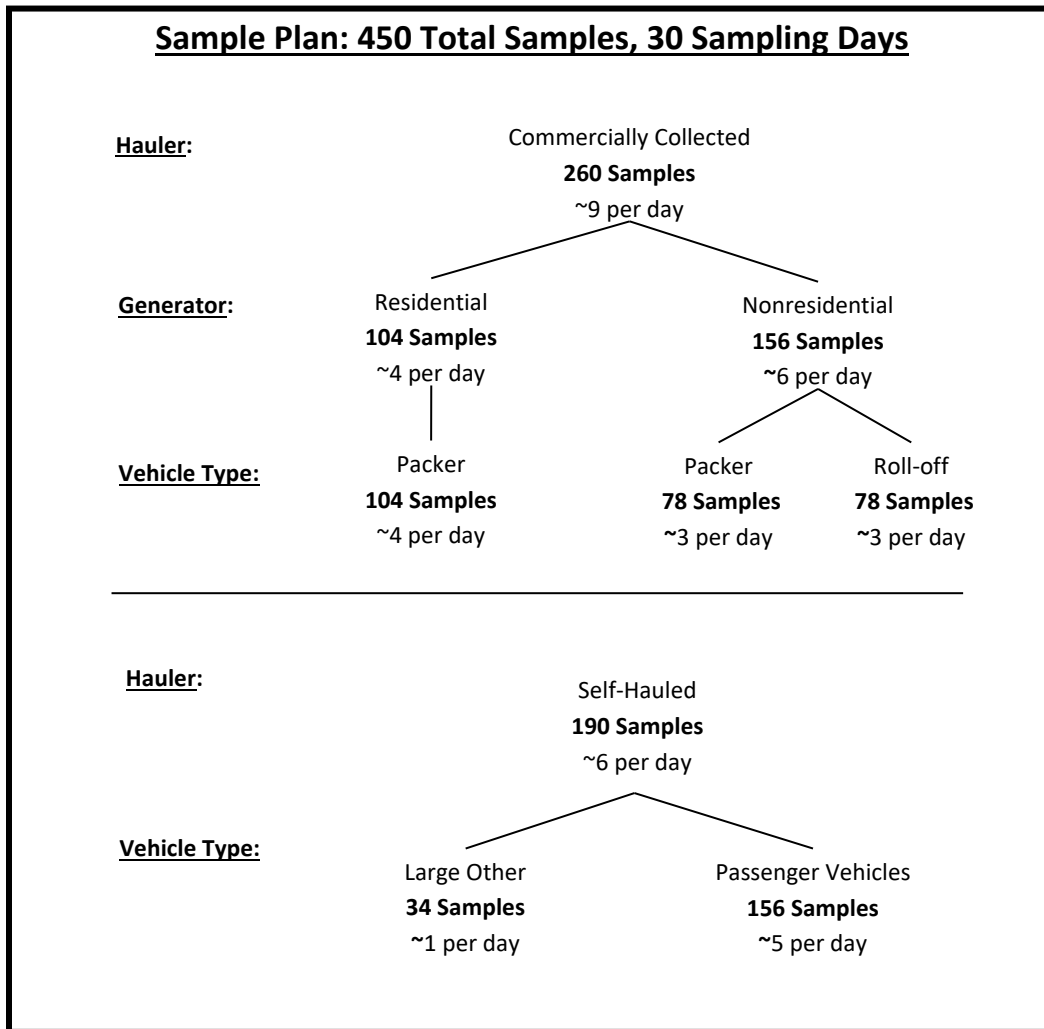 Sample Plan: 450 Total Samples, 30 Sampling Days
Hauler:
Commercially Collected
260 Samples
~9 per day
Generator:
Residential
104 Samples
~4 per day
Nonresidential
156 Samples
~6 per day
Vehicle Type:
Packer
104 Samples
~4 per day
Packer
78 Samples
~3 per day
Roll-off
78 Samples
~3 per day
Hauler:
Self-Hauled
190 Samples
~6 per day
Vehicle Type:
Large Other
34 Samples
~1 per day
Passenger Vehicles
156 Samples
~5 per day